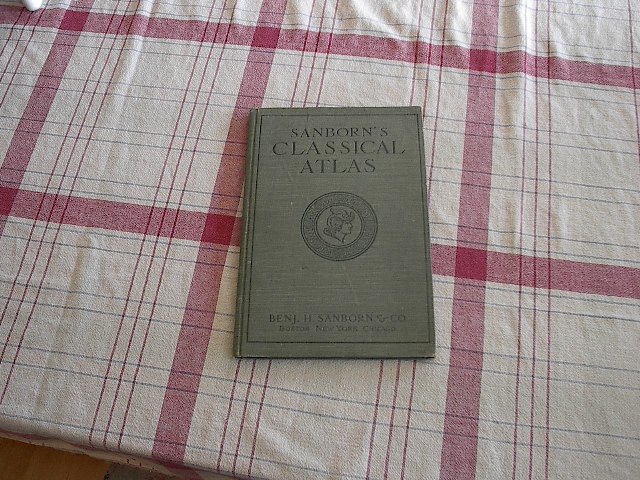 SANBORN'S
CLASSICAL
ATLAS
BENJ. H. SANBORN & CO.
BOSTON NEW YORK CHICAGO